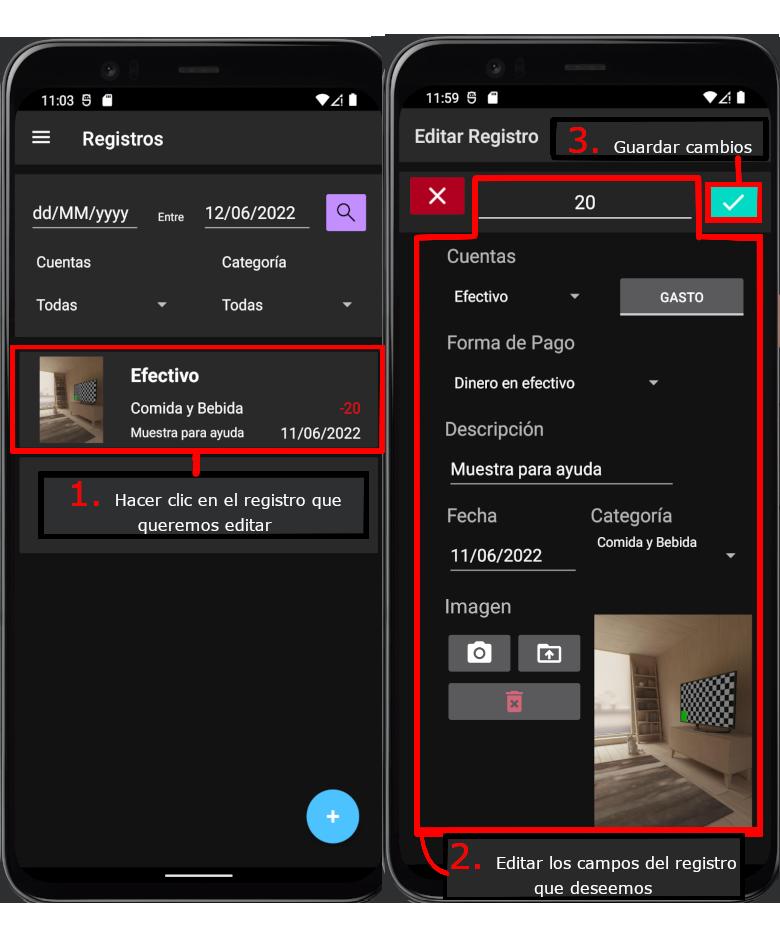 11:03
Registros
dd/MM/yyyy Entre 12/06/2022
Cuentas Categoría
Todas Todas
Efectivo
Comida y Bebida -20
Muestra para ayuda 11/06/2022
1. Hacer clic en el registro que
queremos editar
+
11:59
Editar Registro
3. Guardar cambios
20
Cuentas
Efectivo GASTO
Forma de Pago
Dinero en efectivo
Descripción
Muestra para ayuda
Fecha Categoría
11/06/2022 Comida y Bebida
Imagen
2. Editar los campos del registro
que deseemos